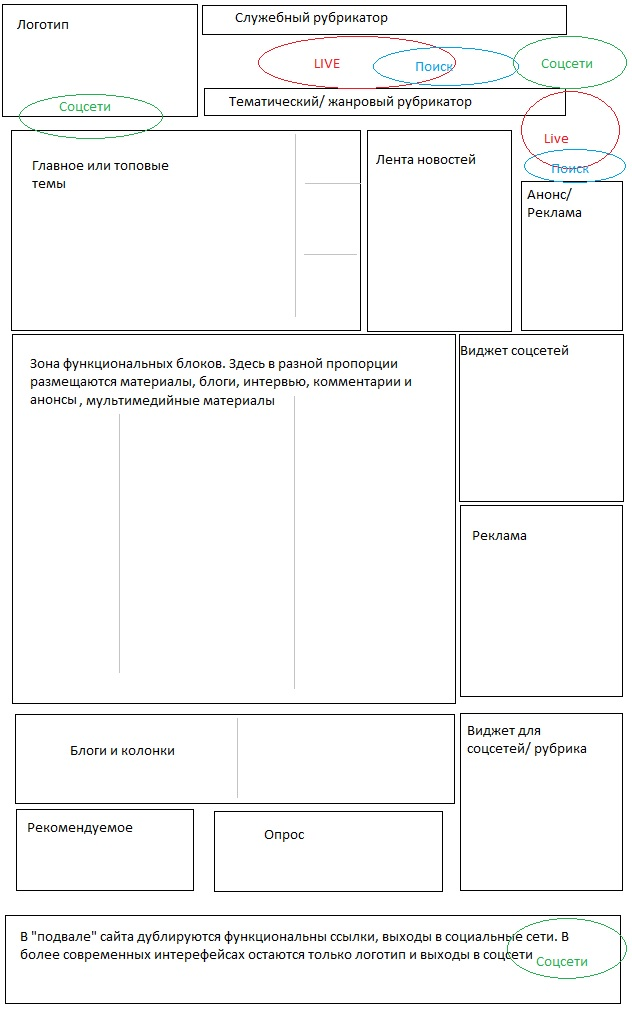 Логотип
Служебный рубрикатор
LIVE
Поиск
Соцсети
Соцсети
Тематический/ жанровый рубрикатор
Live
Поиск
Главное или топовые
темы
Лента новостей
Анонс/
Реклама
Зона функциональных блоков. Здесь в разной пропорции
размещаются материалы, блоги, интервью, комментарии и
анонсы , мультимедийные материалы
Виджет соцсетей
Реклама
Блоги и колонки
Виджет для
соцсетей/ рубрика
Рекомендуемое
Опрос
В "подвале" сайта дублируются функциональны ссылки, выходы в социальные сети. В
более современных интерефейсах остаются только логотип и выходы в соцсети
Соцсети